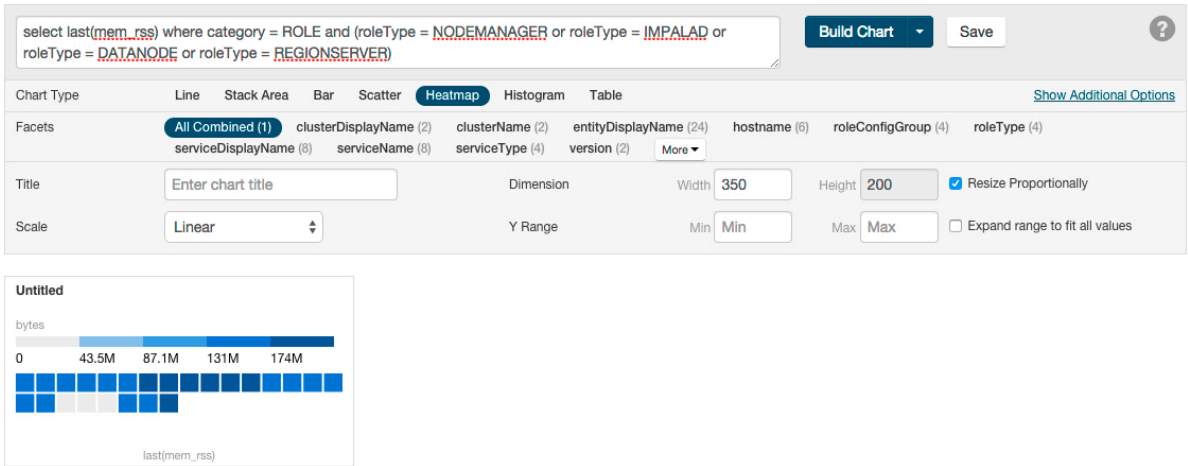 select last(mem_rss) where category = ROLE and (roleType = NODEMANAGER or roleType = IMPALAD or
roleType = DATANODE or roleType = REGIONSERVER)
Build Chart Save ?
Chart Type Line Stack Area Bar Scatter Heatmap Histogram Table Show Additional Options
Facets All Combined (1) clusterDisplayName (2) clusterName (2) entityDisplayName (24) hostname (6) roleConfigGroup (4) roleType (4)
serviceDisplayName (8) serviceName (8) serviceType (4) version (2) More
Title Enter chart title Dimension Width 350 Height 200 Resize Proportionally
Scale Linear Y Range Min Min Max Max Expand range to fit all values
Untitled
bytes
0 43.5M 87.1M 131M 174M
last(mem_rss)